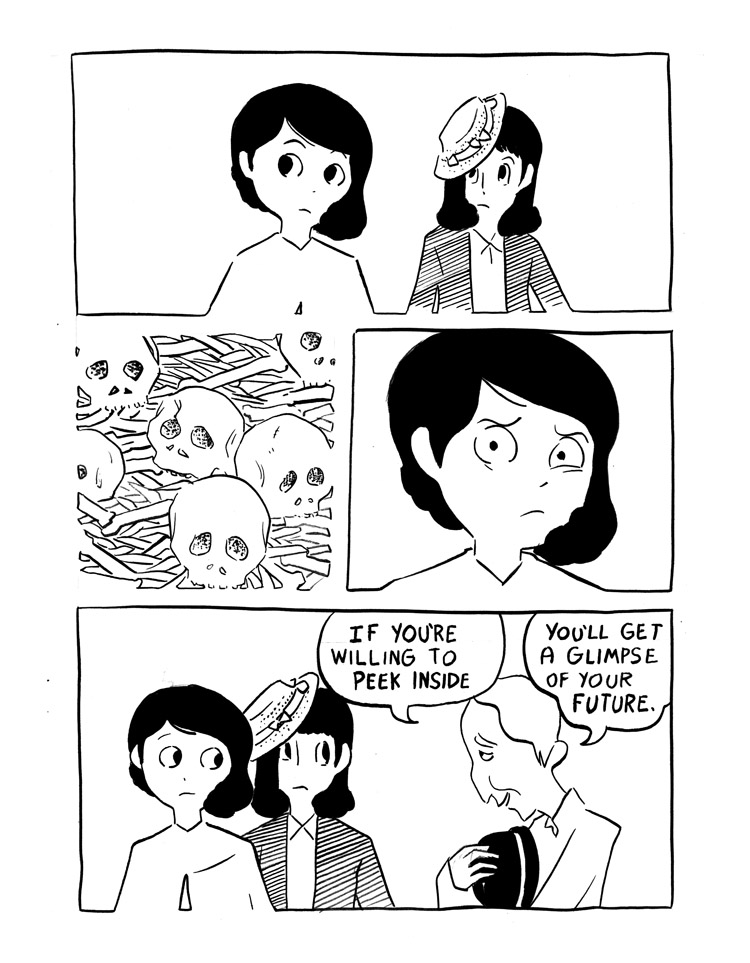 IF YOU'RE
WILLING TO
PEEK INSIDE
YOU'LL GET
A GLIMPSE
OF YOUR
FUTURE.